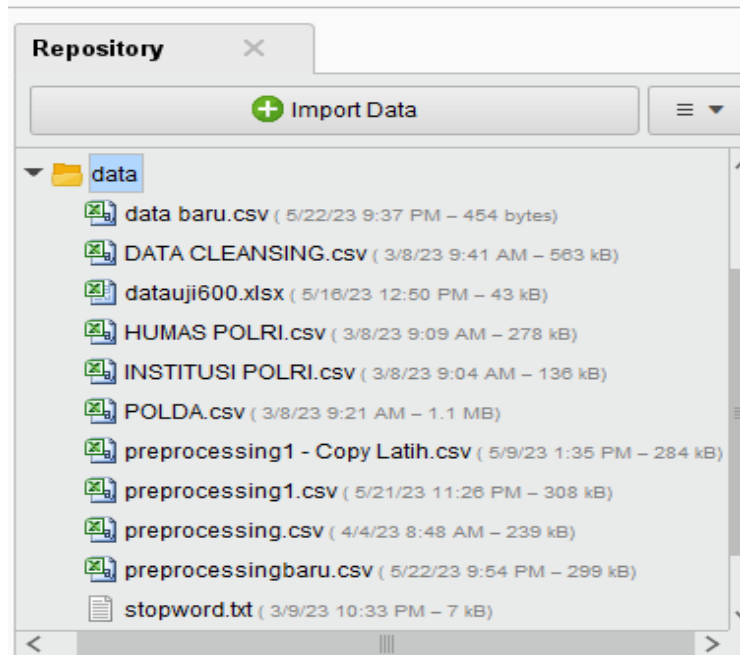 Repository
Import Data
data
data baru.csv ( 5/22/23 9:37 PM – 454 bytes)
DATA CLEANSING.csv ( 3/8/23 9:41 AM – 563 kB)
datauji600.xlsx ( 5/16/23 12:50 PM – 43 kB)
HUMAS POLRI.csv ( 3/8/23 9:09 AM – 278 kB)
INSTITUSI POLRI.csv ( 3/8/23 9:04 AM – 136 kB)
POLDA.csv ( 3/8/23 9:21 AM – 1.1 MB)
preprocessing1 - Copy Latih.csv ( 5/9/23 1:35 PM – 284 kB)
preprocessing1.csv ( 5/21/23 11:26 PM – 308 kB)
preprocessing.csv ( 4/4/23 8:48 AM – 239 kB)
preprocessingbaru.csv ( 5/22/23 9:54 PM – 299 kB)
stopword.txt ( 3/9/23 10:33 PM – 7 kB)